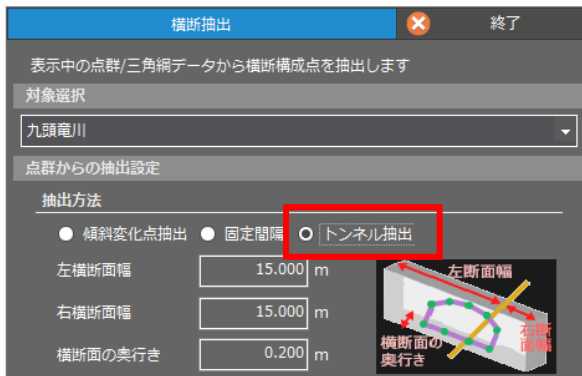 横断抽出 終了
表示中の点群/三角網データから横断構成点を抽出します
対象選択
九頭竜川
点群からの抽出設定
抽出方法
傾斜変化点抽出 固定間隔 トンネル抽出
左横断面幅 15.000 m
右横断面幅 15.000 m
横断面の奥行き 0.200 m
左断面幅
右断
面幅
横断面の
奥行き